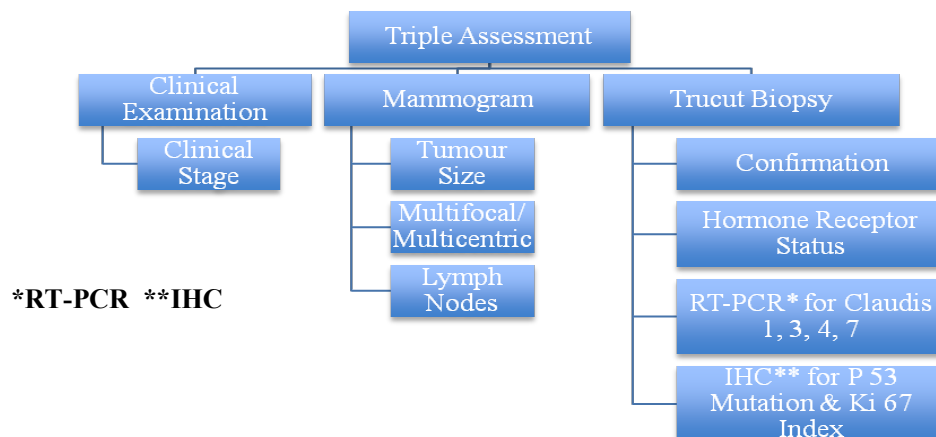 Triple Assessment
Clinical
Examination
Clinical
Stage
Mammogram
Tumour
Size
Multifocal/
Multicentric
Lymph
Nodes
Trucut Biopsy
Confirmation
Hormone Receptor
Status
RT-PCR* for Claudis
1, 3, 4, 7
IHC** for P 53
Mutation & Ki 67
Index
*RT-PCR **IHC